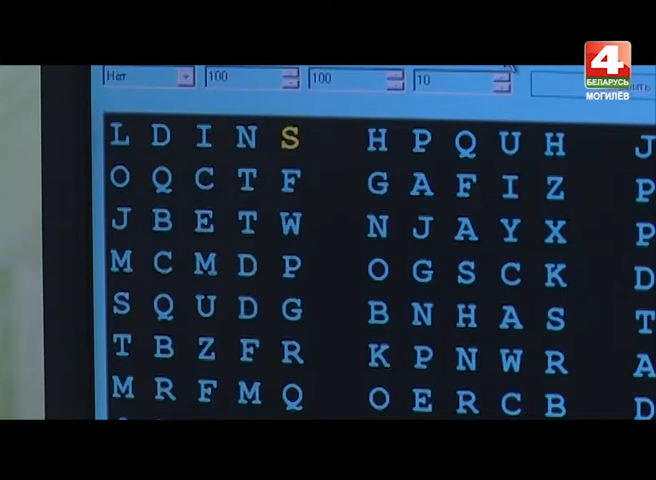 4
БЕЛАРУСЬ
МОГИЛЁВ
Нет 100 100 10
L D I N S H P Q U H J
O Q C T F G A F I Z P
J B E T W N J A Y X P
M C M D P O G S C K D
S Q U D G B N H A S T
T B Z F R K P N W R A
M R F M Q O E R C B D